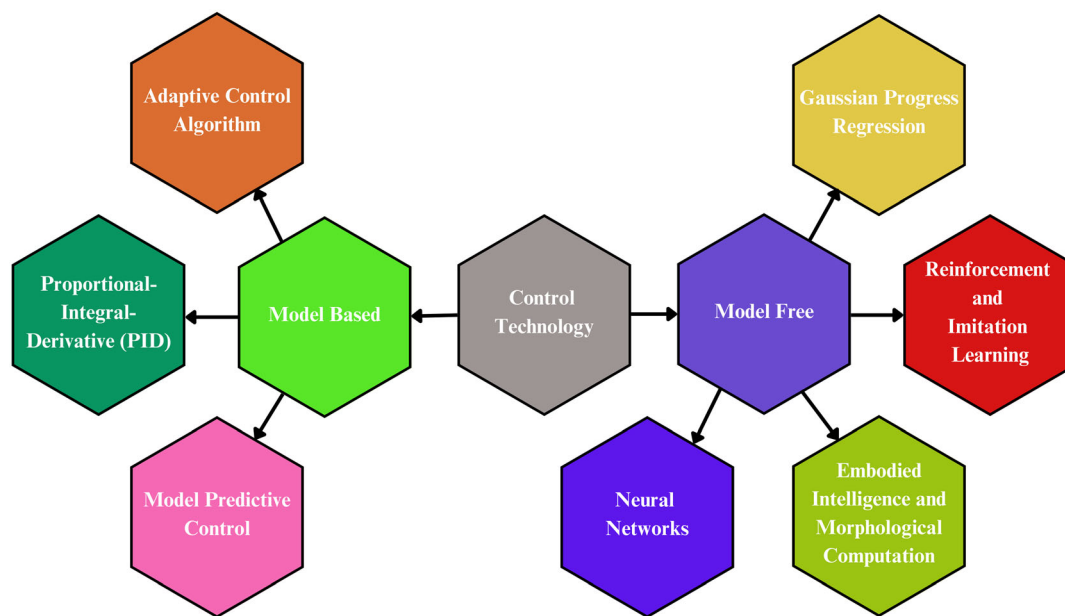 Adaptive Control
Algorithm
Gaussian Progress
Regression
Proportional-
Integral-
Derivative (PID)
Model Based
Control
Technology
Model Free
Reinforcement
and
Imitation
Learning
Model Predictive
Control
Neural
Networks
Embodied
Intelligence and
Morphological
Computation